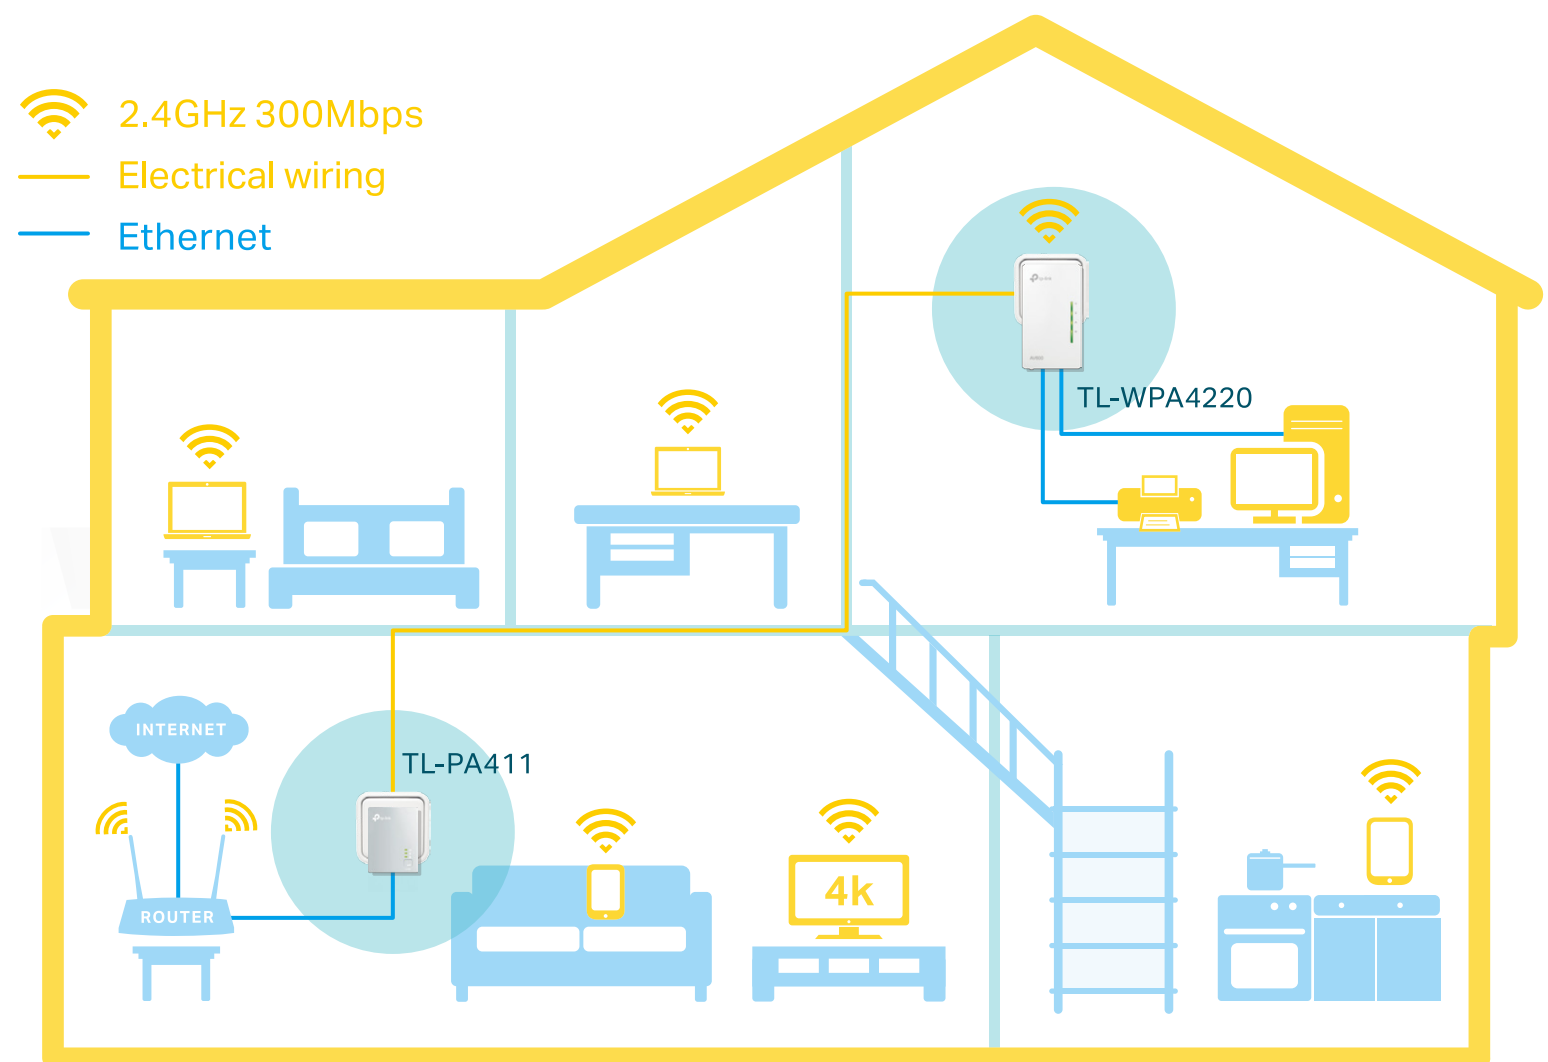 2.4GHz 300Mbps
Electrical wiring
Ethernet
TL-WPA4220
INTERNET
TL-PA411
4k
ROUTER